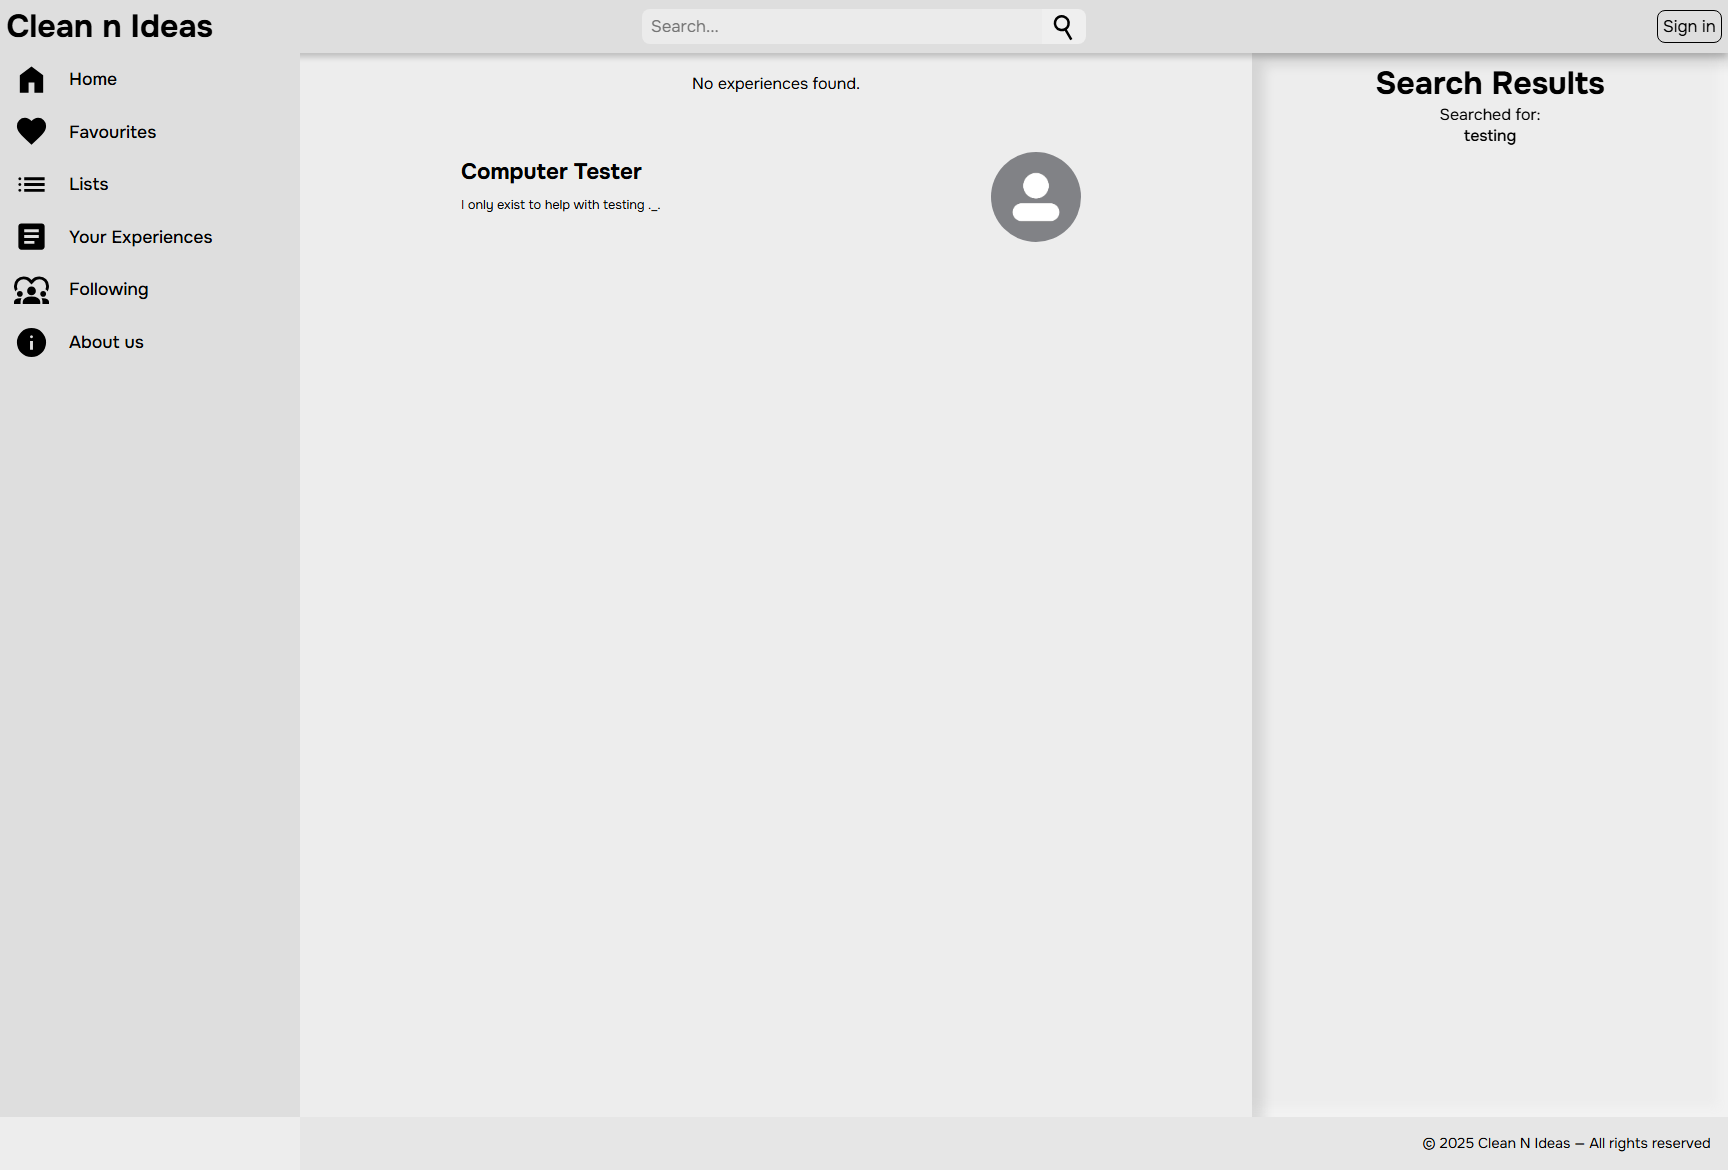 Clean n Ideas
Search...
Sign in
Home
Favourites
Lists
Your Experiences
Following
About us
No experiences found.
Computer Tester
I only exist to help with testing ._.
Search Results
Searched for:
testing
© 2025 Clean N Ideas — All rights reserved